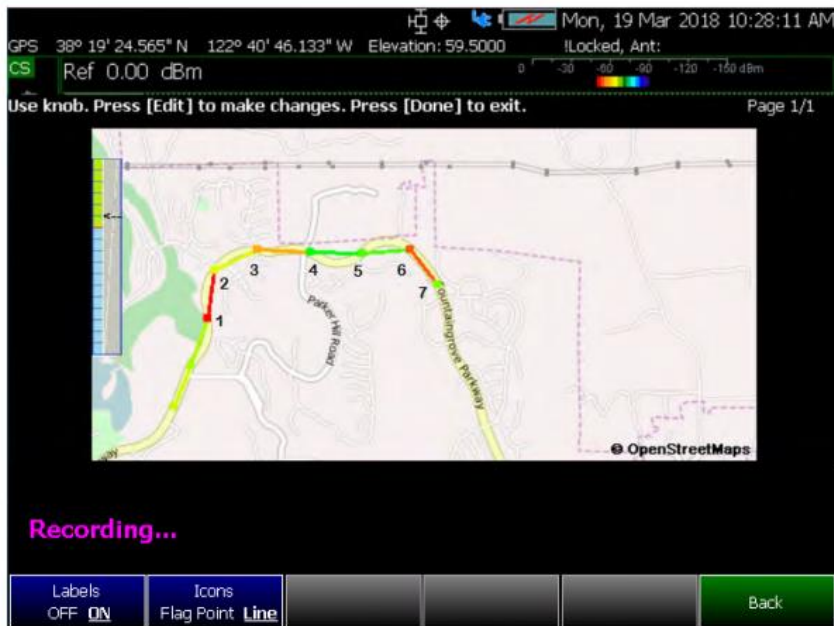 Mon, 19 Mar 2018 10:28:11 AM
GPS 38° 19' 24.565" N 122° 40' 46.133" W Elevation: 59.5000 !Locked, Ant:
CS Ref 0.00 dBm 0 -30 -60 -90 -120 -150 dBm
Use knob. Press [Edit] to make changes. Press [Done] to exit. Page 1/1
<--
3 4 5 6
2
7
1
Parker Hill Road
ountaingrove Parkway
way
© OpenStreetMaps
Recording...
Labels
OFF ON
Icons
Flag Point Line
Back